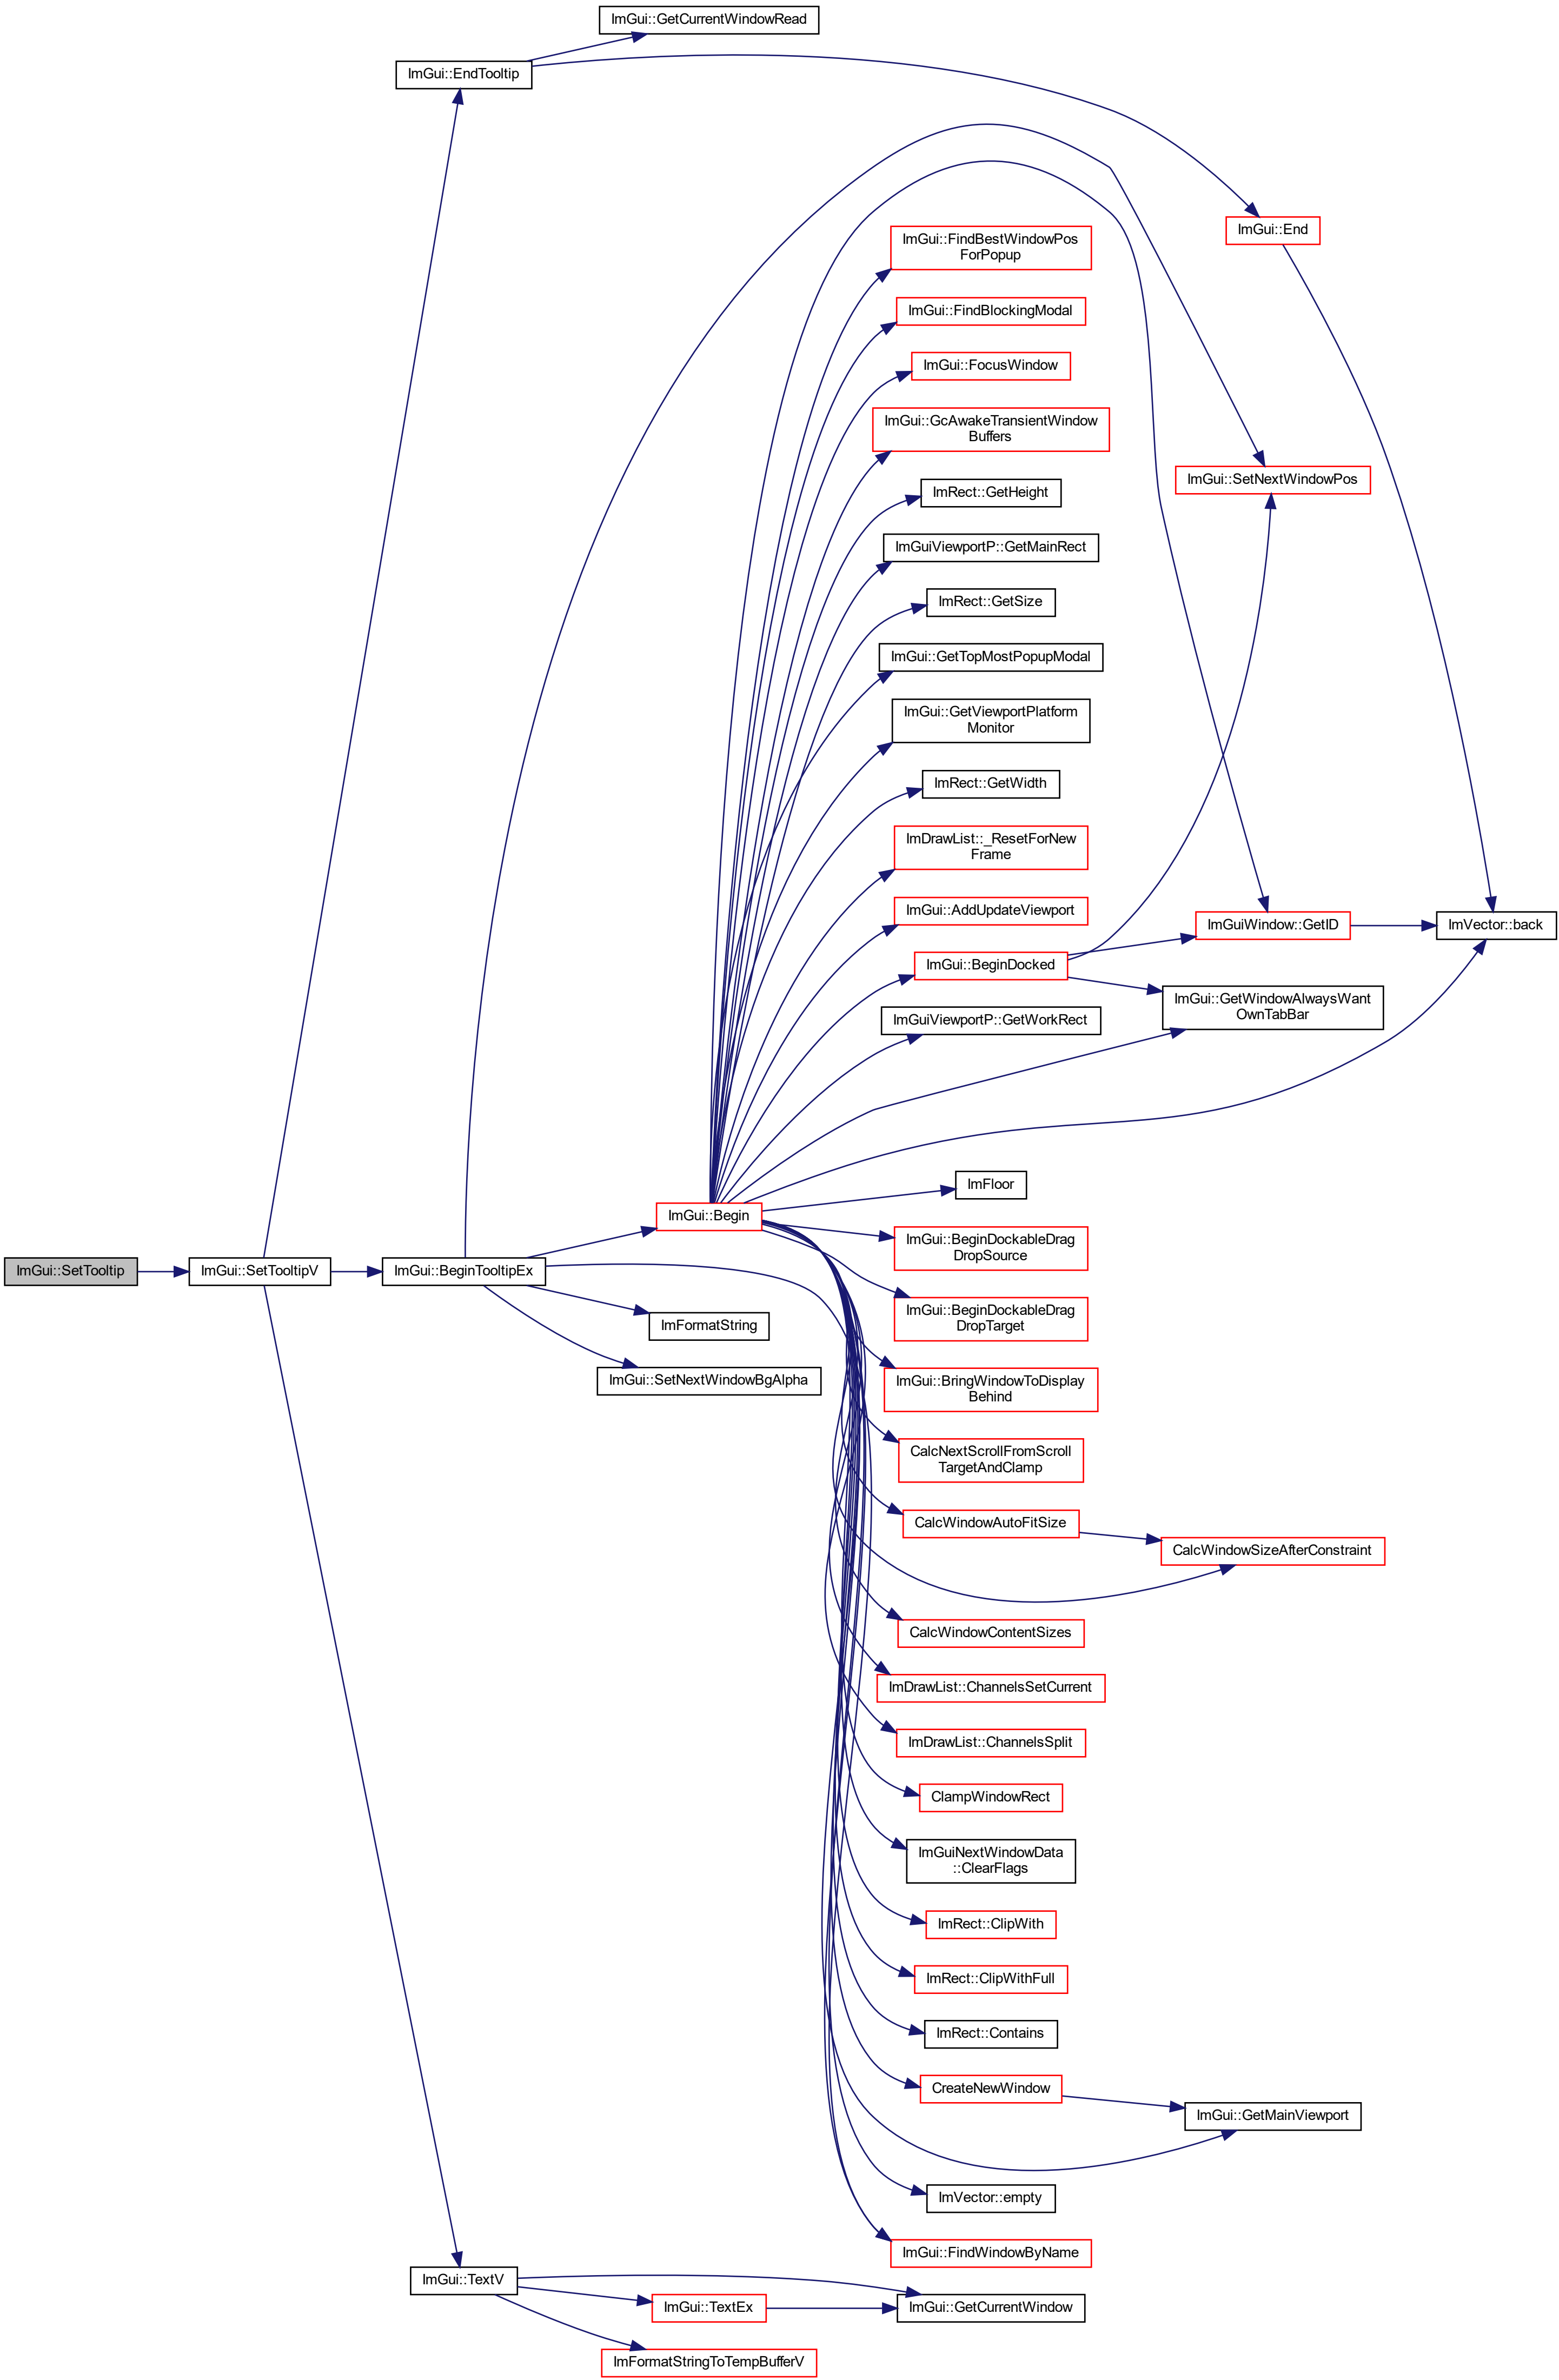 ImGui::GetCurrentWindowRead
ImGui::EndTooltip
ImGui::End
ImGui::FindBestWindowPos
ForPopup
ImGui::FindBlockingModal
ImGui::FocusWindow
ImGui::GcAwakeTransientWindow
Buffers
ImGui::SetNextWindowPos
ImRect::GetHeight
ImGuiViewportP::GetMainRect
ImRect::GetSize
ImGui::GetTopMostPopupModal
ImGui::GetViewportPlatform
Monitor
ImRect::GetWidth
ImDrawList::_ResetForNew
Frame
ImGui::AddUpdateViewport
ImGuiWindow::GetID
ImVector::back
ImGui::BeginDocked
ImGui::GetWindowAlwaysWant
OwnTabBar
ImGuiViewportP::GetWorkRect
ImFloor
ImGui::Begin
ImGui::BeginDockableDrag
DropSource
ImGui::SetTooltip
ImGui::SetTooltipV
ImGui::BeginTooltipEx
ImFormatString
ImGui::BeginDockableDrag
DropTarget
ImGui::SetNextWindowBgAlpha
ImGui::BringWindowToDisplay
Behind
CalcNextScrollFromScroll
TargetAndClamp
CalcWindowAutoFitSize
CalcWindowSizeAfterConstraint
CalcWindowContentSizes
ImDrawList::ChannelsSetCurrent
ImDrawList::ChannelsSplit
ClampWindowRect
ImGuiNextWindowData
::ClearFlags
ImRect::ClipWith
ImRect::ClipWithFull
ImRect::Contains
CreateNewWindow
ImGui::GetMainViewport
ImVector::empty
ImGui::FindWindowByName
ImGui::TextV
ImGui::TextEx
ImGui::GetCurrentWindow
ImFormatStringToTempBufferV